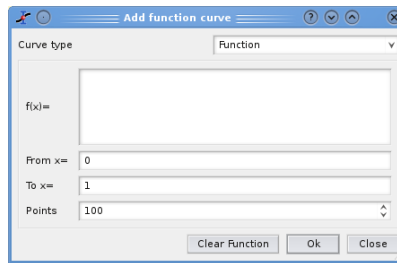 Add function curve
Curve type Function
f(x)=
From x= 0
To x= 1
Points 100
Clear Function Ok Close